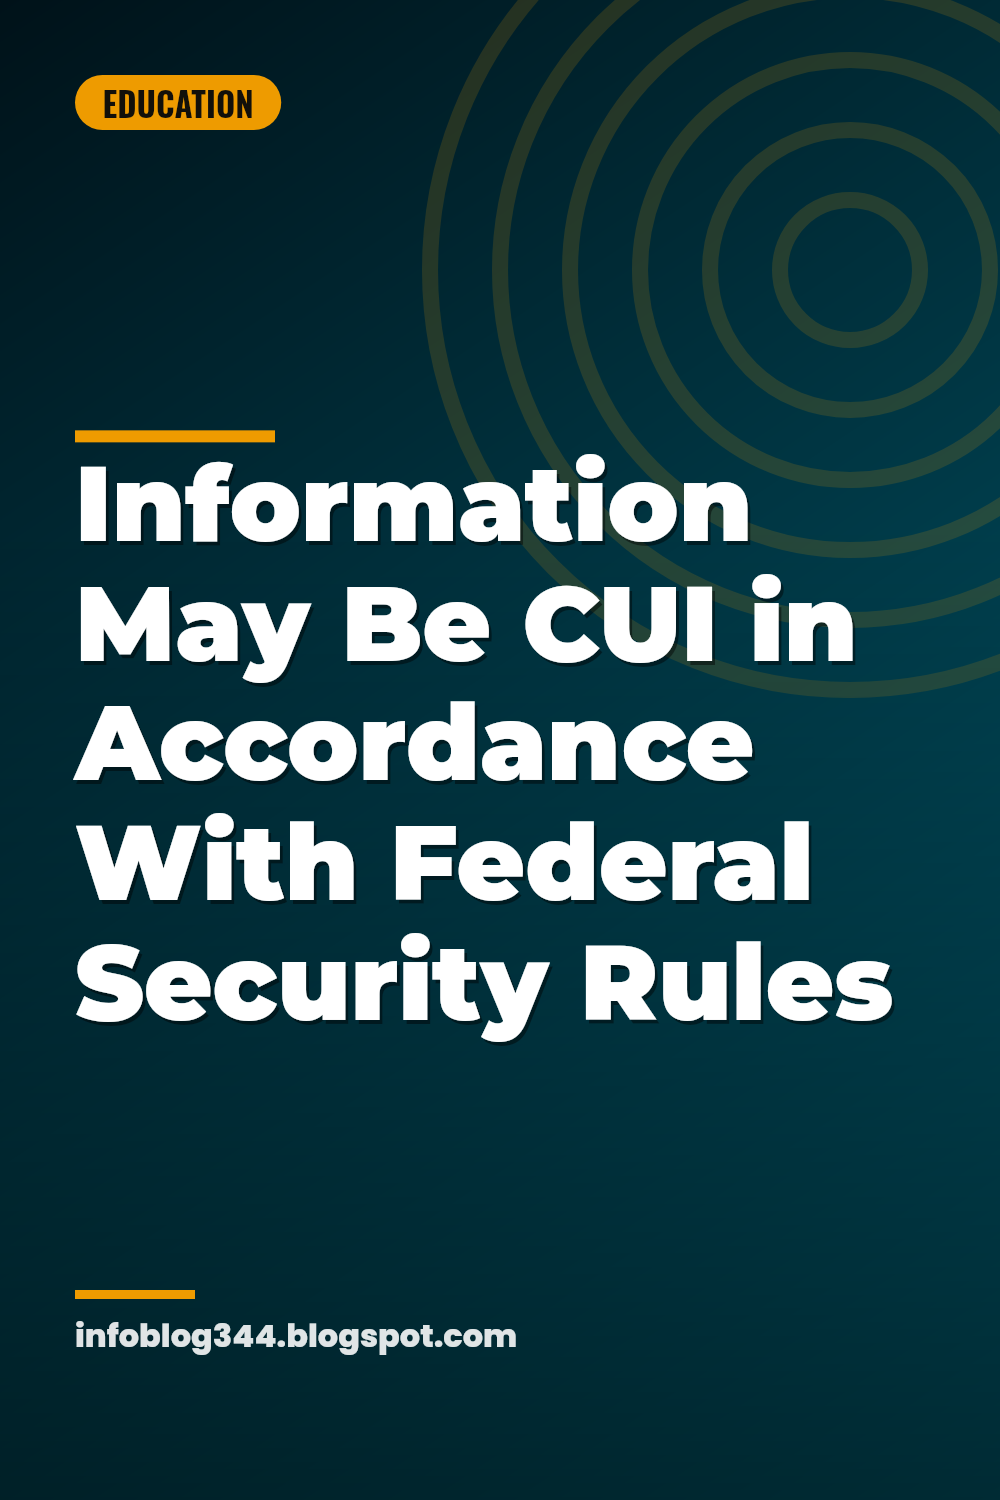 EDUCATION
Information
May Be CUI in
Accordance
With Federal
Security Rules
infoblog344.blogspot.com